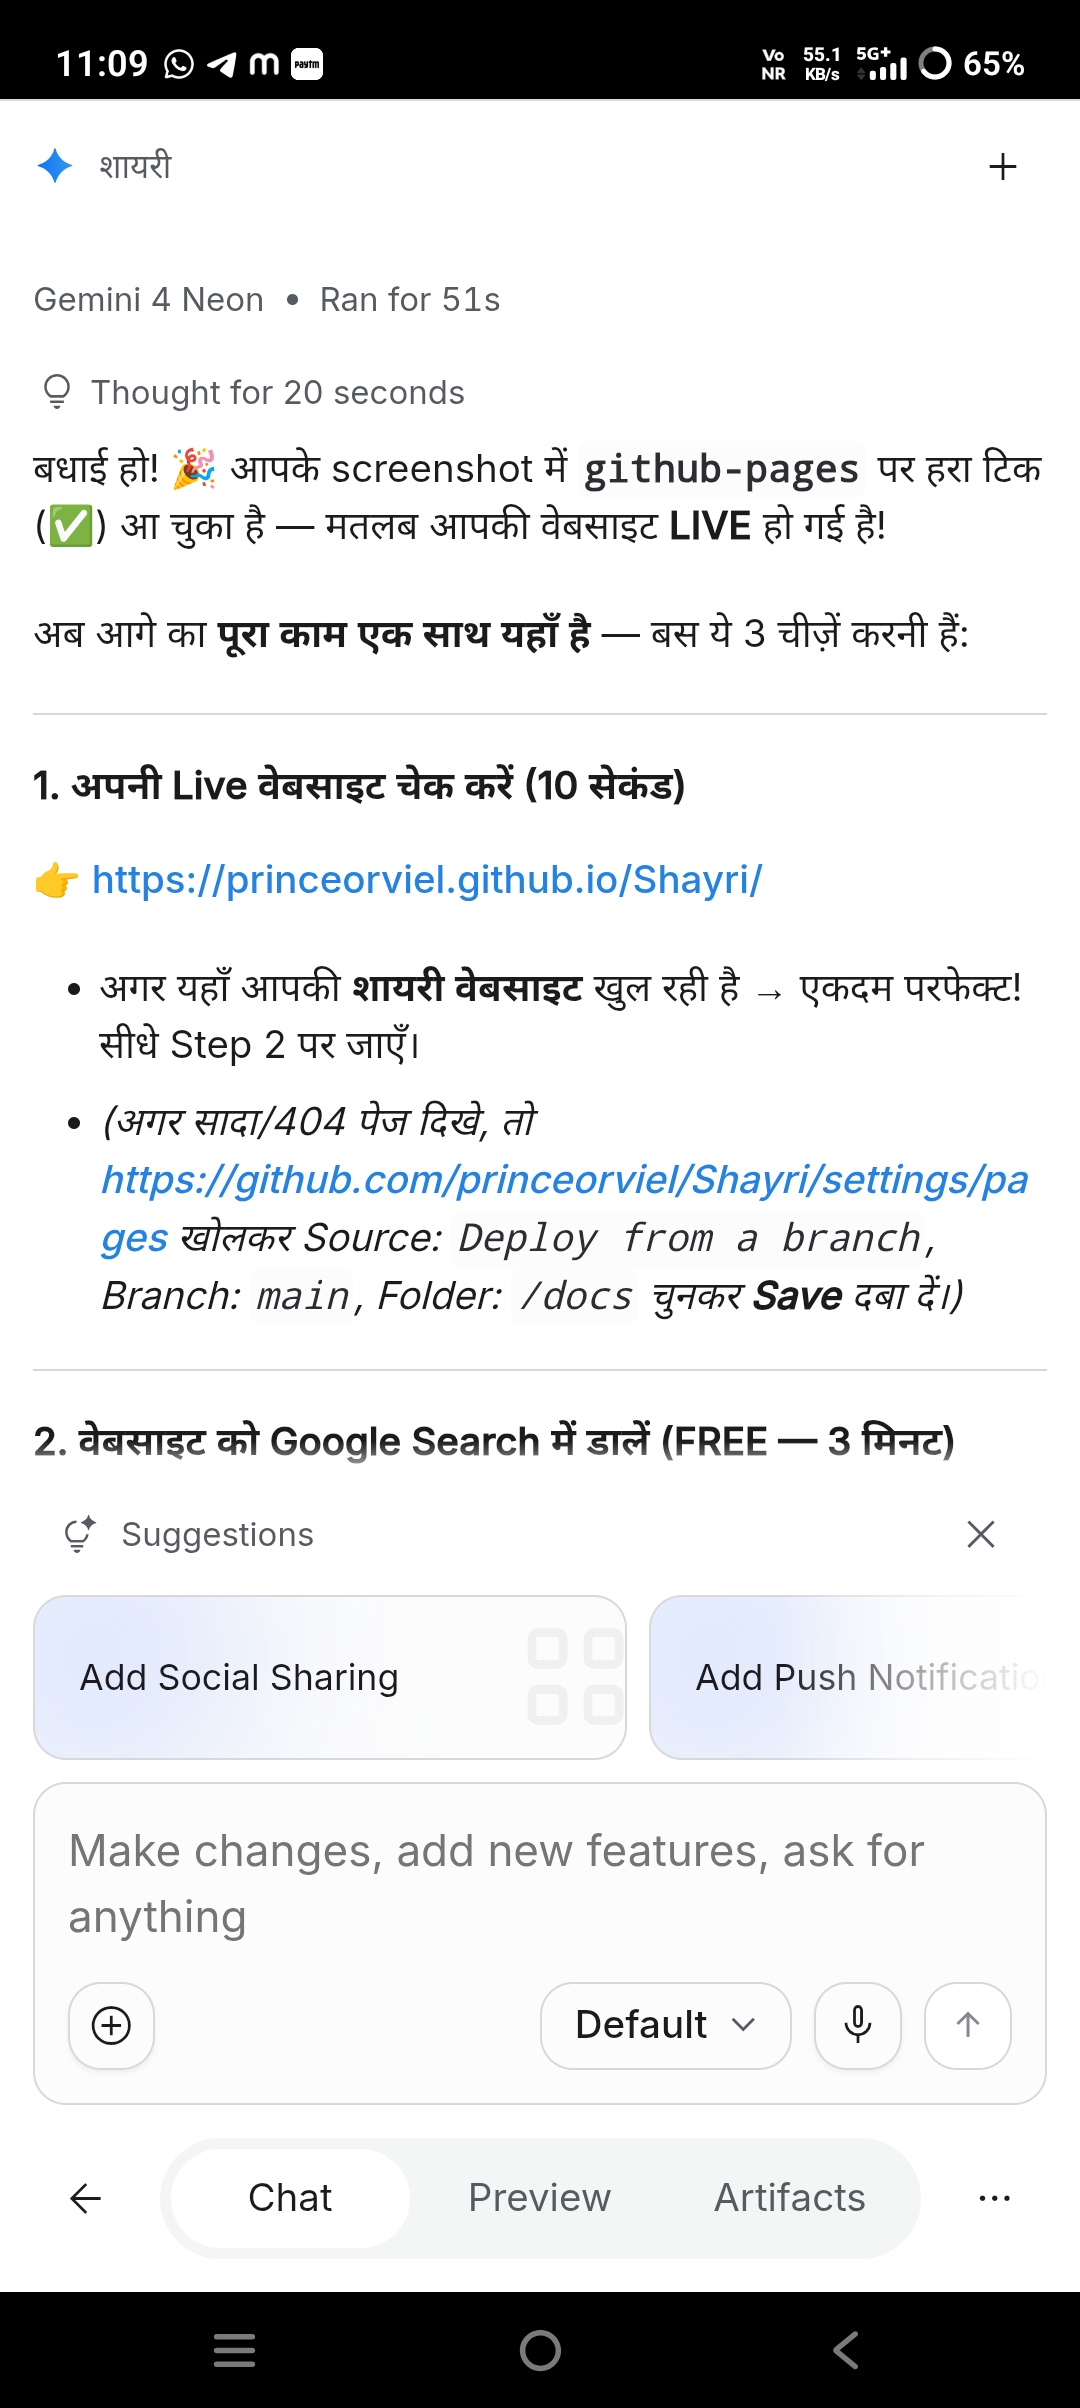 11:09
m
paytm
Vo
NR
55.1
KB/s
5G+
65%
शायरी
Gemini 4 Neon • Ran for 51s
Thought for 20 seconds
बधाई हो! 🎉 आपके screenshot में github-pages पर हरा टिक
(✅) आ चुका है — मतलब आपकी वेबसाइट LIVE हो गई है!
अब आगे का पूरा काम एक साथ यहाँ है — बस ये 3 चीज़ें करनी हैं:
1. अपनी Live वेबसाइट चेक करें (10 सेकंड)
👉 https://princeorviel.github.io/Shayri/
• अगर यहाँ आपकी शायरी वेबसाइट खुल रही है → एकदम परफेक्ट!
सीधे Step 2 पर जाएँ।
• (अगर सादा/404 पेज दिखे, तो
https://github.com/princeorviel/Shayri/settings/pa
ges खोलकर Source: Deploy from a branch,
Branch: main, Folder: /docs चुनकर Save दबा दें।)
2. वेबसाइट को Google Search में डालें (FREE — 3 मिनट)
Suggestions
Add Social Sharing
Add Push Notificatio
Make changes, add new features, ask for
anything
Default
Chat
Preview
Artifacts